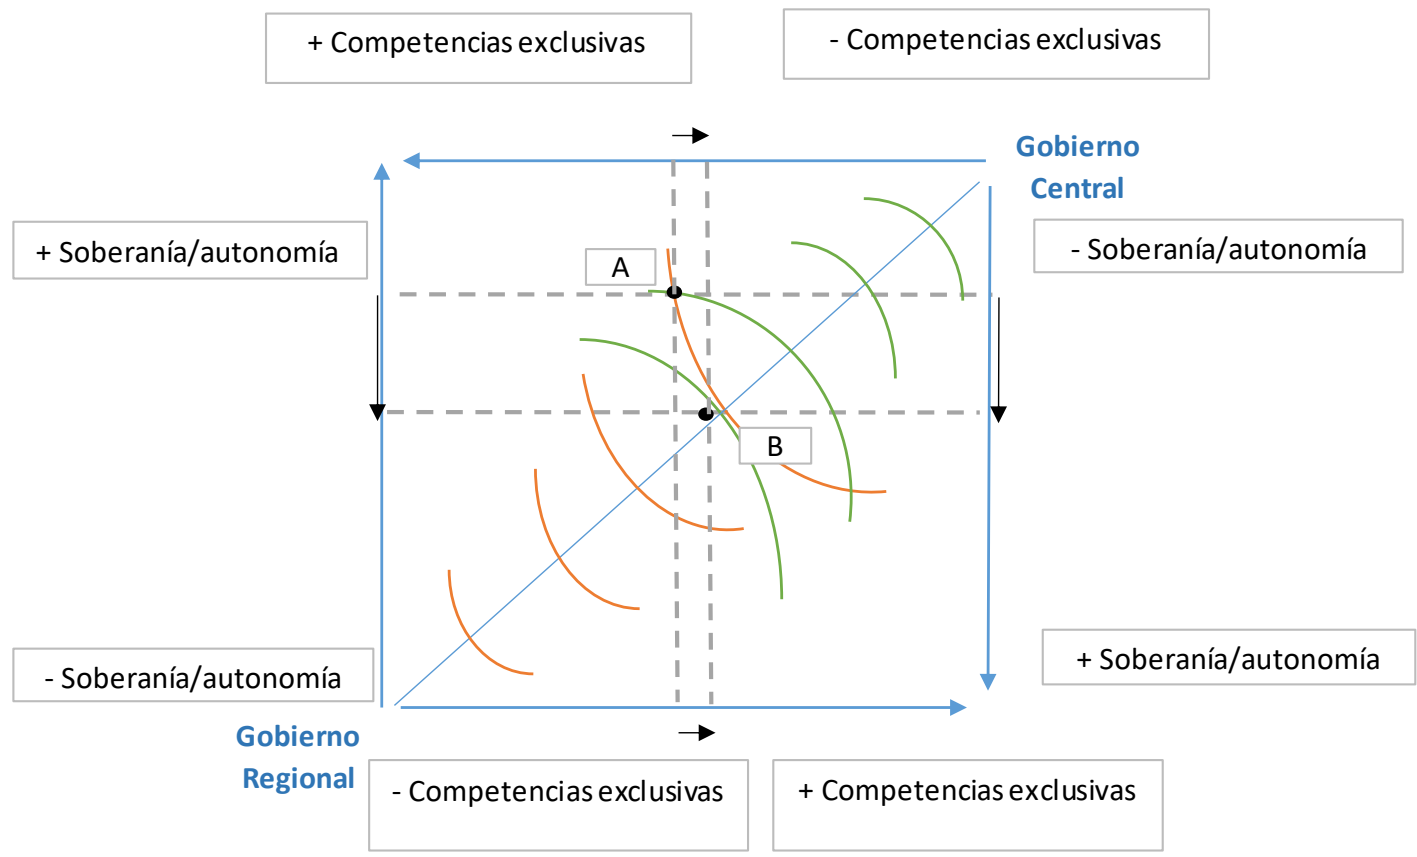 + Competencias exclusivas
- Competencias exclusivas
Gobierno
Central
+ Soberanía/autonomía
- Soberanía/autonomía
A
B
+ Soberanía/autonomía
- Soberanía/autonomía
Gobierno
Regional
- Competencias exclusivas
+ Competencias exclusivas